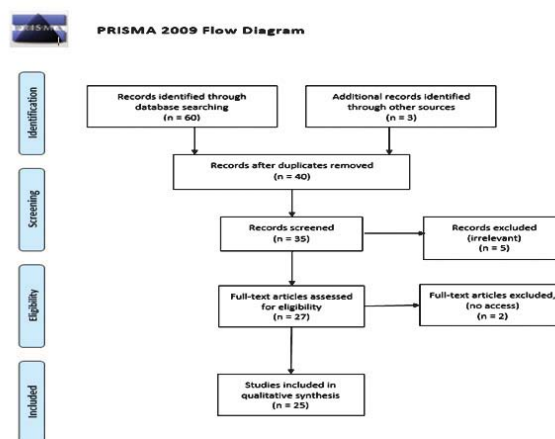 PRISMA
PRISMA 2009 Flow Diagram
Identification
Records identified through
database searching
(n = 60)
Additional records identified
through other sources
(n = 3)
Records after duplicates removed
(n = 40)
Screening
Records screened
(n = 35)
Records excluded
(irrelevant)
(n = 5)
Eligibility
Full-text articles assessed
for eligibility
(n = 27)
Full-text articles excluded,
(no access)
(n = 2)
Included
Studies included in
qualitative synthesis
(n = 25)